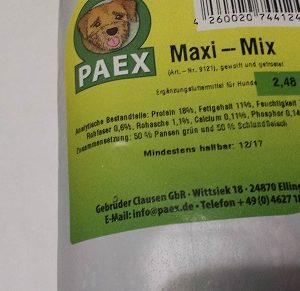 4260020744124
PAEX
Maxi -- Mix
(Art.-Nr. 9121), gewolft und gefrostet
Ergänzungsfuttermittel für Hunde
2,48
Analytische Bestandteile: Protein 18%, Fettgehalt 11%, Feuchtigkeit
Rohfaser 0,6%, Rohasche 1,1%, Calcium 0,11%, Phosphor 0,14
Zusammensetzung: 50 % Pansen grün und 50 % Schlundfleisch
Mindestens haltbar: 12/17
Gebrüder Clausen GbR · Wittsiek 18 · 24870 Elling
E-Mail: info@paex.de · Telefon + 49 (0) 4627 18